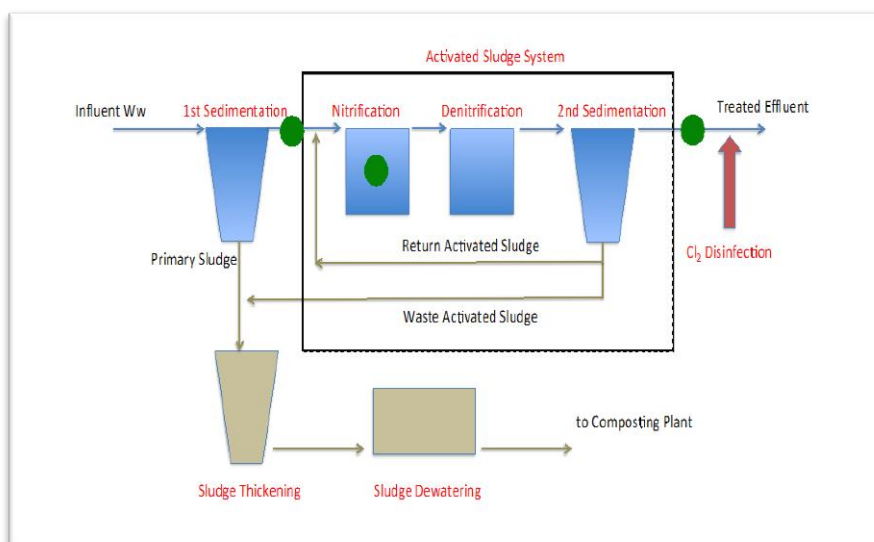 Activated Sludge System
Influent Ww
1st Sedimentation
Nitrification
Denitrification
2nd Sedimentation
Treated Effluent
Return Activated Sludge
Primary Sludge
Cl₂ Disinfection
Waste Activated Sludge
to Composting Plant
Sludge Thickening
Sludge Dewatering